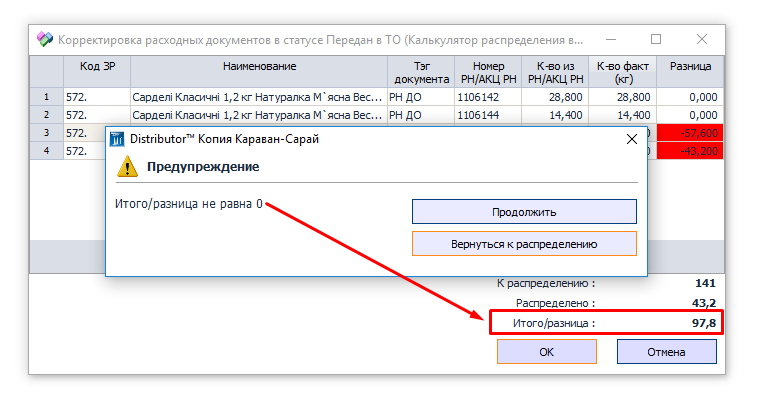 Корректировка расходных документов в статусе Передан в ТО (Калькулятор распределения в...
Код ЗР Наименование Тэг документа Номер РН/АКЦ РН К-во из РН/АКЦ РН К-во факт (кг) Разница
1 572. Сарделі Класичні 1,2 кг Натуралка М`ясна Вес... РН ДО 1106142 28,800 28,800 0,000
2 572. Сарделі Класичні 1,2 кг Натуралка М`ясна Вес... РН ДО 1106144 14,400 14,400 0,000
3 572. 0 -57,600
4 572. 0 -43,200
Distributor™ Копия Караван-Сарай
Предупреждение
Итого/разница не равна 0
Продолжить
Вернуться к распределению
К распределению : 141
Распределено : 43,2
Итого/разница : 97,8
OK Отмена